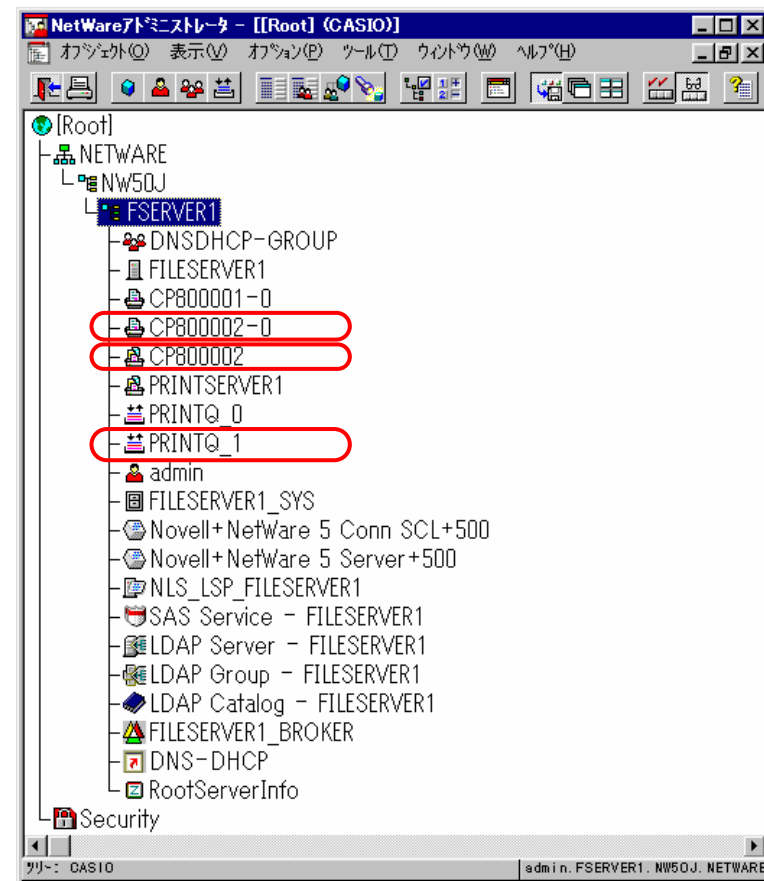 NetWareｱﾄﾞﾐﾆｽﾄﾚｰﾀ - [[Root] (CASIO)]
ｵﾌﾞｼﾞｪｸﾄ(O) 表示(V) ｵﾌﾟｼｮﾝ(P) ﾂｰﾙ(T) ｳｨﾝﾄﾞｳ(W) ﾍﾙﾌﾟ(H)
[Root]
NETWARE
NW50J
FSERVER1
DNSDHCP-GROUP
FILESERVER1
CP800001-0
CP800002-0
CP800002
PRINTSERVER1
PRINTQ_0
PRINTQ_1
admin
FILESERVER1_SYS
Novell+NetWare 5 Conn SCL+500
Novell+NetWare 5 Server+500
NLS_LSP_FILESERVER1
SAS Service - FILESERVER1
LDAP Server - FILESERVER1
LDAP Group - FILESERVER1
LDAP Catalog - FILESERVER1
FILESERVER1_BROKER
DNS-DHCP
RootServerInfo
Security
ﾂﾘｰ: CASIO admin.FSERVER1.NW50J.NETWARE